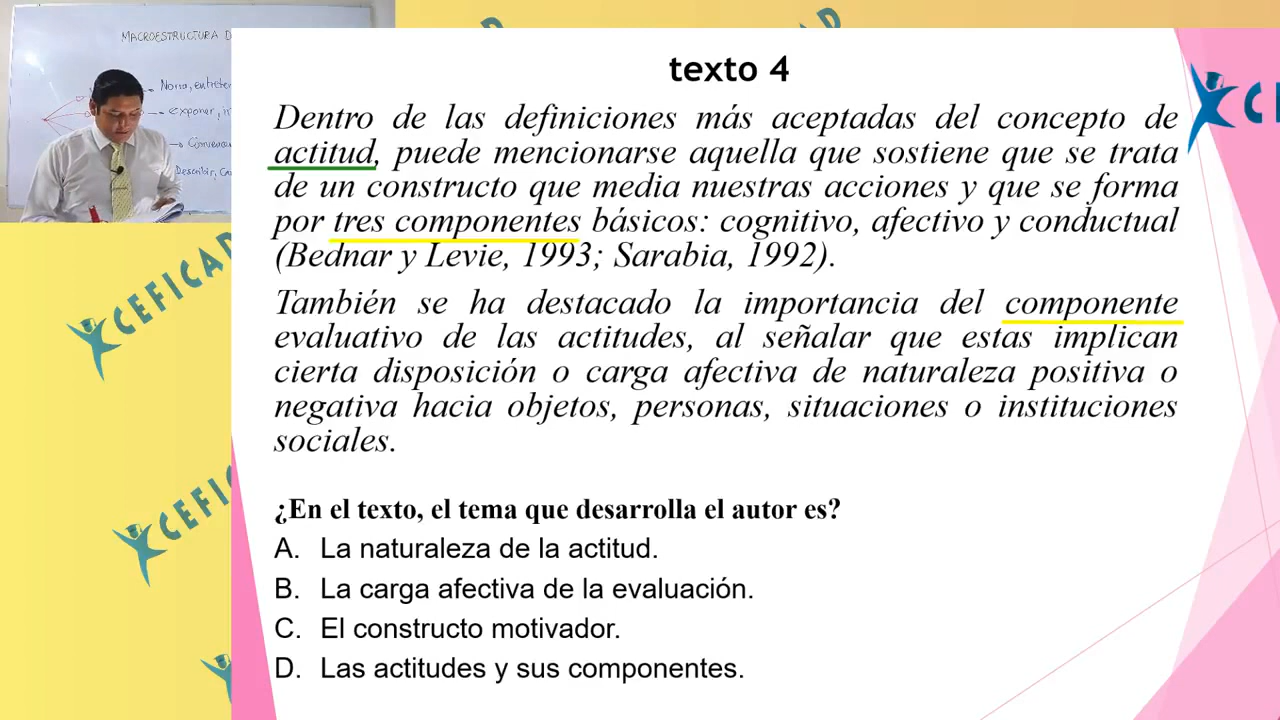 MACROESTRUCTURA D
Describir, Ca
texto 4
Dentro de las definiciones más aceptadas del concepto de
actitud, puede mencionarse aquella que sostiene que se trata
de un constructo que media nuestras acciones y que se forma
por tres componentes básicos: cognitivo, afectivo y conductual
(Bednar y Levie, 1993; Sarabia, 1992).
También se ha destacado la importancia del componente
evaluativo de las actitudes, al señalar que estas implican
cierta disposición o carga afectiva de naturaleza positiva o
negativa hacia objetos, personas, situaciones o instituciones
sociales.
¿En el texto, el tema que desarrolla el autor es?
A. La naturaleza de la actitud.
B. La carga afectiva de la evaluación.
C. El constructo motivador.
D. Las actitudes y sus componentes.
CEFICAD
CEFI